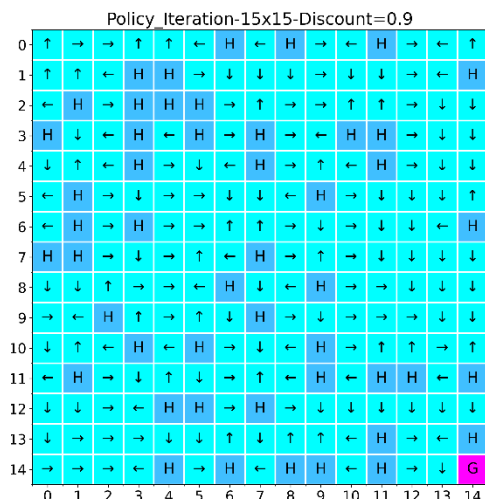 Policy_Iteration-15x15-Discount=0.9
0 ↑ → → ↑ ↑ ← H ← H → ← H → ← ↑
1 ↑ ↑ ← H H → ↓ ↓ ↓ → ↓ ↓ → ← H
2 ← H → H H H → ↑ → → ↑ ↑ → ↓ ↓
3 H ↓ ← H ← H → H → ← H H → ↓ ↓
4 ↓ ↑ ← H → ↓ ← H → ↑ ← H → ↓ ↓
5 ← H → ↓ → → ↓ ↓ ← H → ↓ ↓ ↓ ↑
6 ← H → H → → ↑ ↑ → ↓ → ↓ ↓ ← H
7 H H → ↓ → ↑ ← H → ↑ → ↓ ↓ ↓ ↓
8 ↓ ↓ ↑ → → ← H ↓ ← H → → ↓ ↓ ↓
9 → ← H ↑ → ↑ ↓ H → ↓ → → → ↓ ↓
10 ↓ ↑ ← H ← H → ↓ ← H → ↑ ↑ → ↑
11 ← H → ↓ ↑ ↓ → ↑ ← H ← H H ← H
12 ↓ ↓ → ← H H → H → ↓ ↓ ↓ ↓ ↓ ↓
13 → → → → ↓ ↓ ↑ ↑ ↑ ↑ ← H → ← H
14 → → → ← H → H ← H H ← H → ↓ G
0 1 2 3 4 5 6 7 8 9 10 11 12 13 14